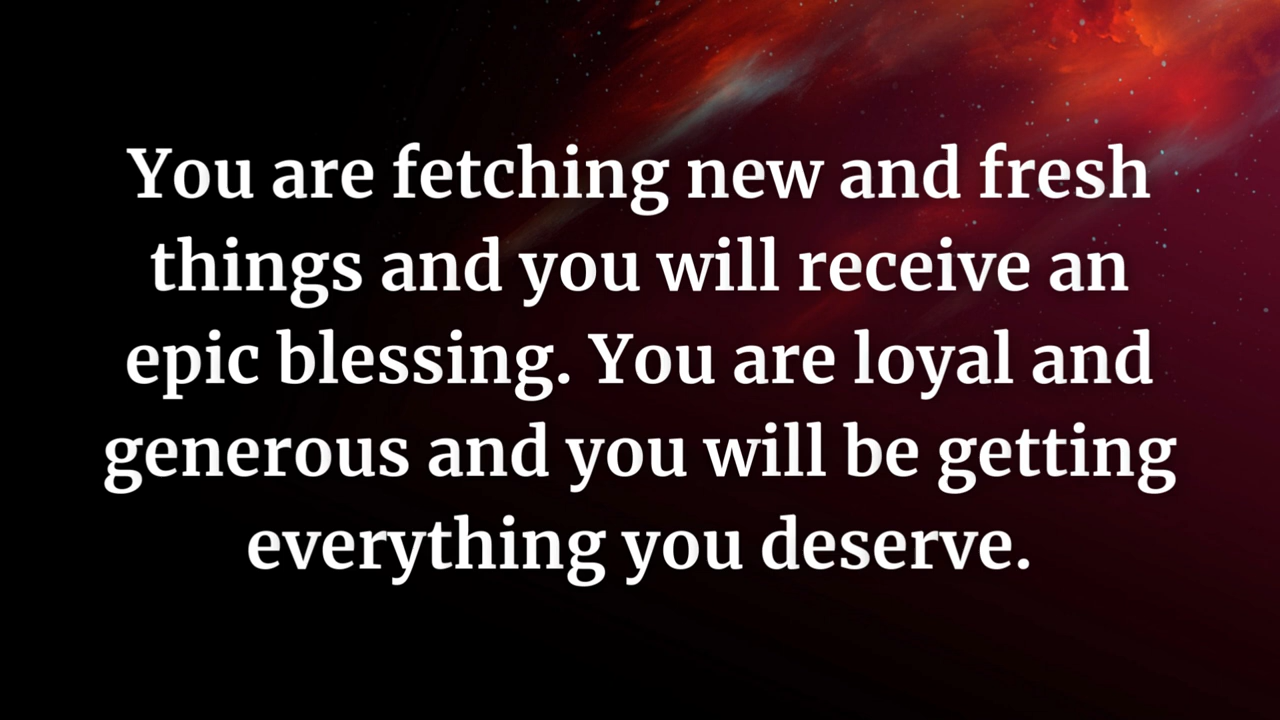 You are fetching new and fresh
things and you will receive an
epic blessing. You are loyal and
generous and you will be getting
everything you deserve.